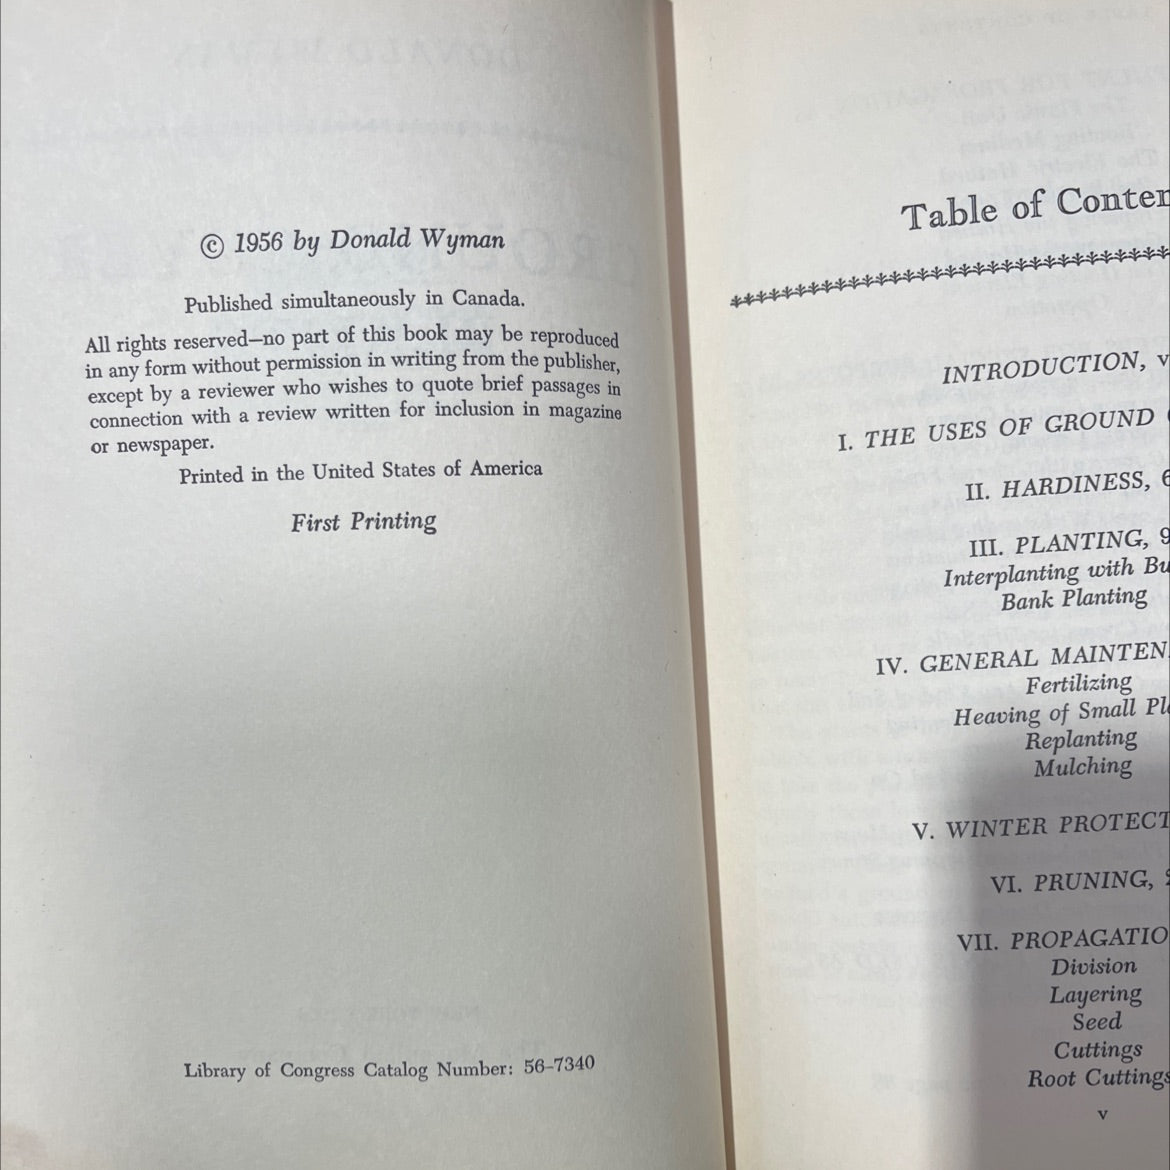 © 1956 by Donald Wyman
Published simultaneously in Canada.
All rights reserved—no part of this book may be reproduced
in any form without permission in writing from the publisher,
except by a reviewer who wishes to quote brief passages in
connection with a review written for inclusion in magazine
or newspaper.
Printed in the United States of America
First Printing
Library of Congress Catalog Number: 56-7340
Table of Conten
INTRODUCTION, v
I. THE USES OF GROUND
II. HARDINESS, 6
III. PLANTING, 9
Interplanting with Bu
Bank Planting
IV. GENERAL MAINTEN
Fertilizing
Heaving of Small Pla
Replanting
Mulching
V. WINTER PROTECT
VI. PRUNING,
VII. PROPAGATIO
Division
Layering
Seed
Cuttings
Root Cuttings
v